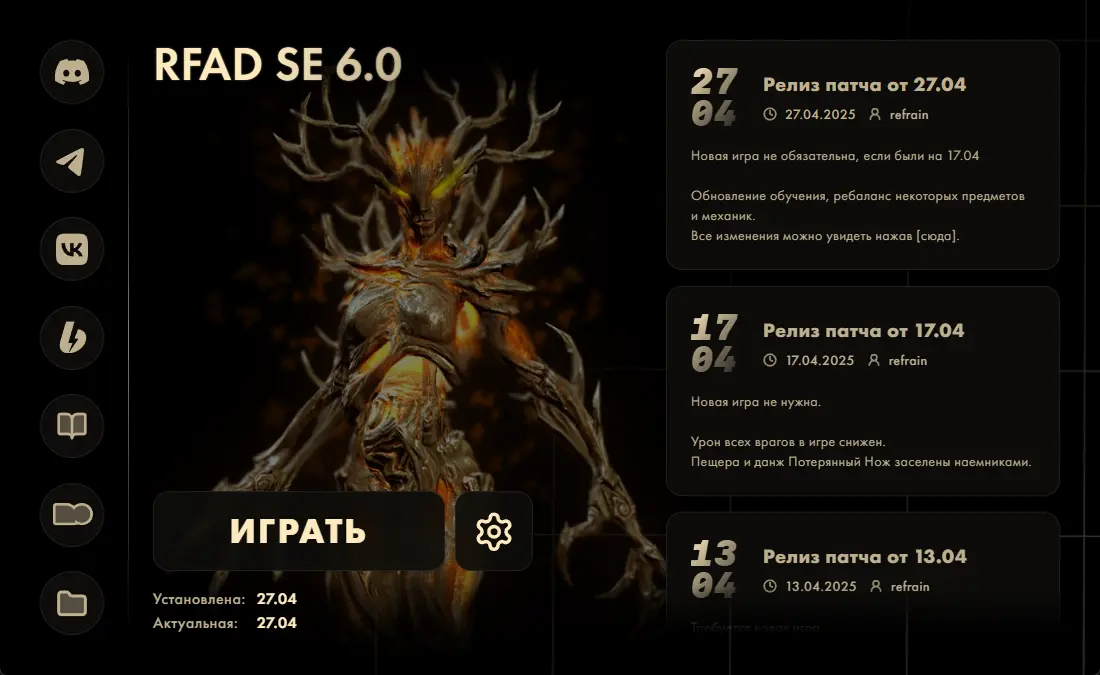 RFAD SE 6.0
ИГРАТЬ
Установлена: 27.04
Актуальная: 27.04
27
04
Релиз патча от 27.04
27.04.2025 refrain
Новая игра не обязательна, если были на 17.04
Обновление обучения, ребаланс некоторых предметов
и механик.
Все изменения можно увидеть нажав [сюда].
17
04
Релиз патча от 17.04
17.04.2025 refrain
Новая игра не нужна.
Урон всех врагов в игре снижен.
Пещера и данж Потерянный Нож заселены наемниками.
13
04
Релиз патча от 13.04
13.04.2025 refrain
Требуется новая игра